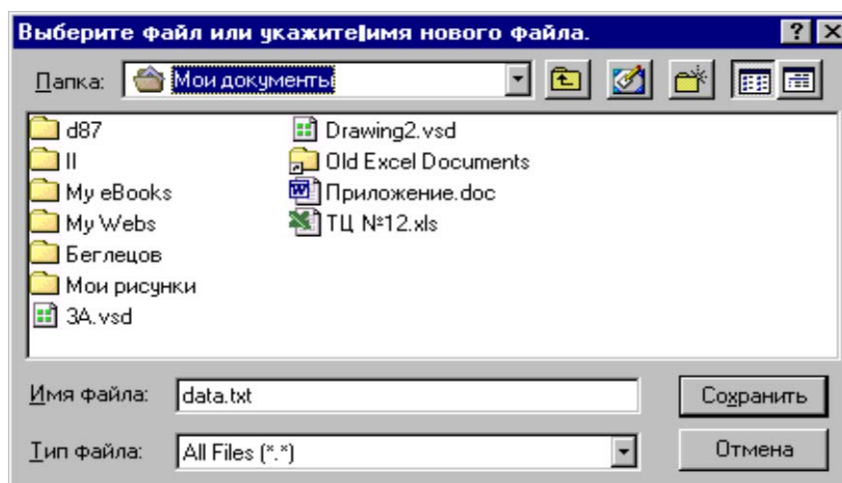 Выберите файл или укажите имя нового файла.
Папка: Мои документы
d87
II
My eBooks
My Webs
Беглецов
Мои рисунки
3A.vsd
Drawing2.vsd
Old Excel Documents
Приложение.doc
ТЦ №12.xls
Имя файла: data.txt
Сохранить
Тип файла: All Files (*.*)
Отмена